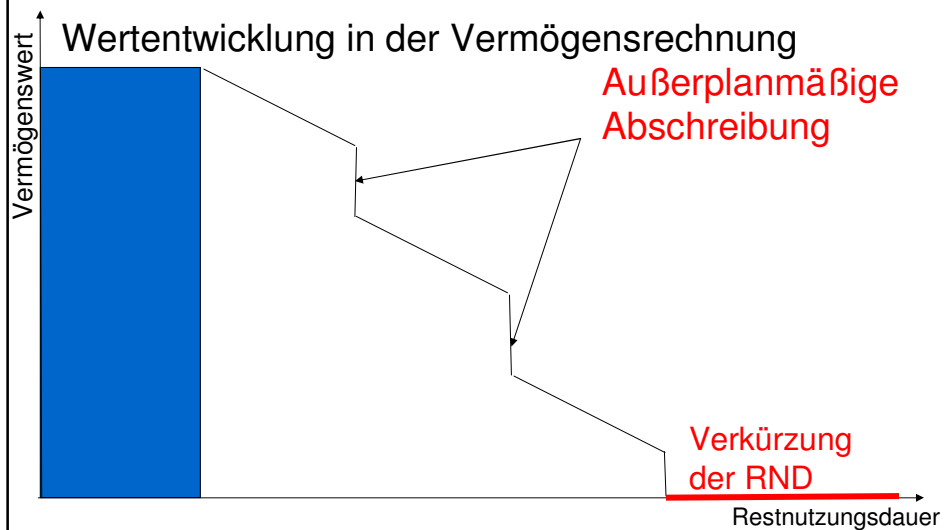 Wertentwicklung in der Vermögensrechnung
Vermögenswert
Außerplanmäßige
Abschreibung
Verkürzung
der RND
Restnutzungsdauer